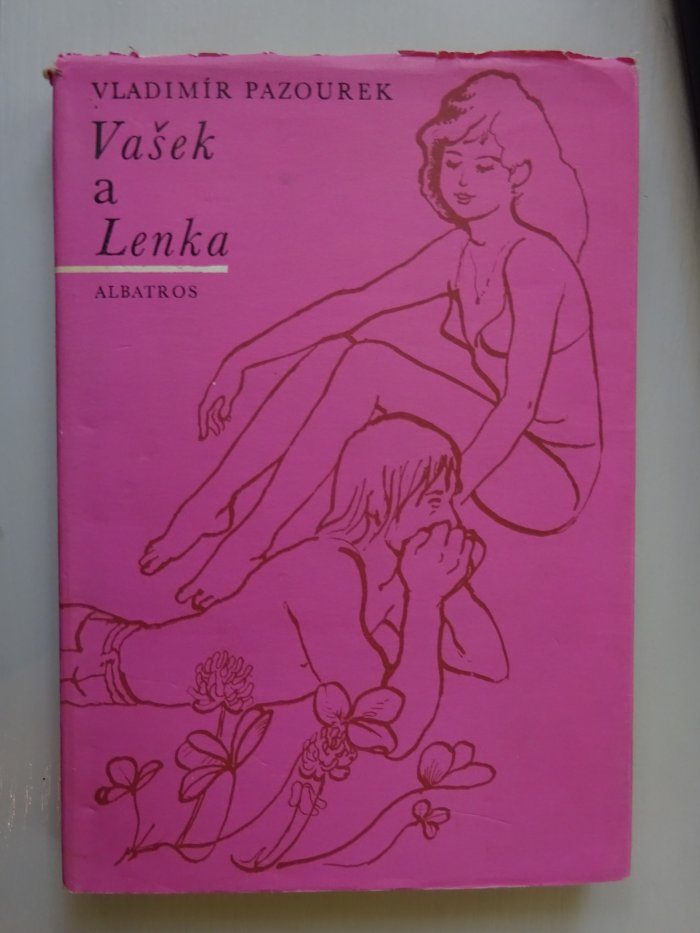 VLADIMÍR PAZOUREK
Vašek
a
Lenka
ALBATROS